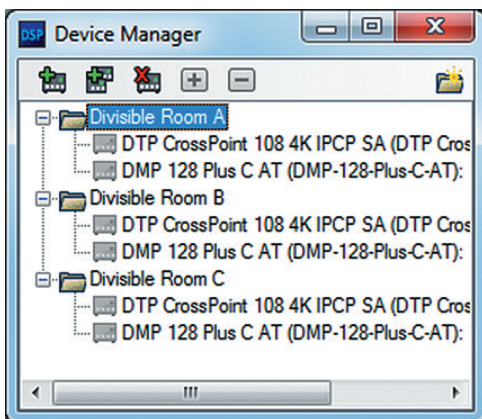 DSP Device Manager
Divisible Room A
DTP CrossPoint 108 4K IPCP SA (DTP Cros
DMP 128 Plus C AT (DMP-128-Plus-C-AT):
Divisible Room B
DTP CrossPoint 108 4K IPCP SA (DTP Cros
DMP 128 Plus C AT (DMP-128-Plus-C-AT):
Divisible Room C
DTP CrossPoint 108 4K IPCP SA (DTP Cros
DMP 128 Plus C AT (DMP-128-Plus-C-AT):